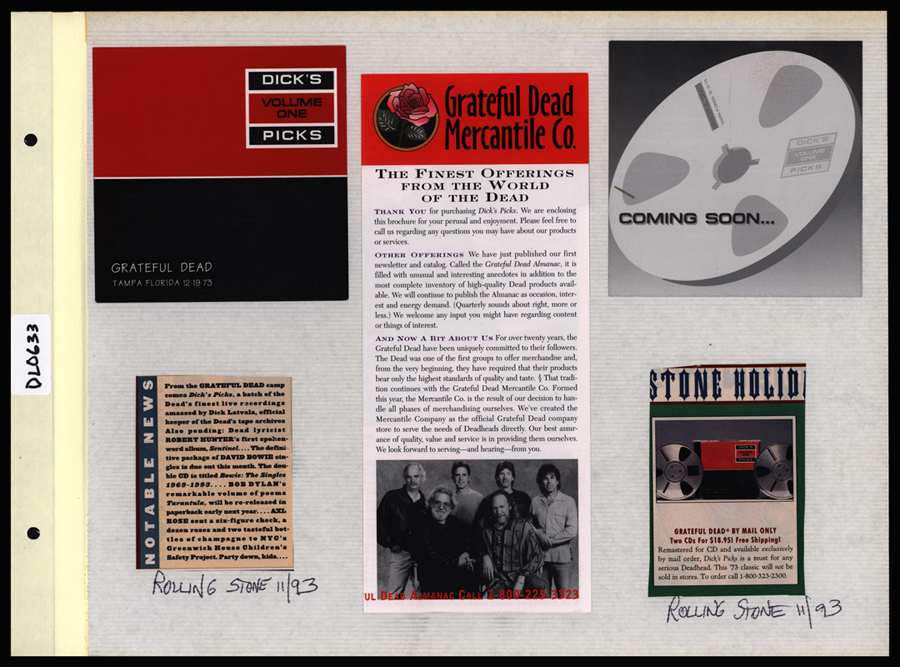 DL0633
DICK'S
VOLUME
ONE
PICKS
GRATEFUL DEAD
TAMPA FLORIDA 12·19·73
Grateful Dead
Mercantile Co.
THE FINEST OFFERINGS
FROM THE WORLD
OF THE DEAD
THANK YOU for purchasing Dick's Picks. We are enclosing
this brochure for your perusal and enjoyment. Please feel free to
call us regarding any questions you may have about our products
or services.
OTHER OFFERINGS We have just published our first
newsletter and catalog. Called the Grateful Dead Almanac, it is
filled with unusual and interesting anecdotes in addition to the
most complete inventory of high-quality Dead products avail-
able. We will continue to publish the Almanac as occasion, inter-
est and energy demand. (Quarterly sounds about right, more or
less.) We welcome any input you might have regarding content
or things of interest.
AND NOW A BIT ABOUT US For over twenty years, the
Grateful Dead have been uniquely committed to their followers.
The Dead was one of the first groups to offer merchandise and,
from the very beginning, they have required that their products
bear only the highest standards of quality and taste. § That tradi-
tion continues with the Grateful Dead Mercantile Co. Formed
this year, the Mercantile Co. is the result of our decision to han-
dle all phases of merchandising ourselves. We've created the
Mercantile Company as the official Grateful Dead company
store to serve the needs of Deadheads directly. Our best assur-
ance of quality, value and service is in providing them ourselves.
We look forward to serving—and hearing—from you.
UL DEAD ALMANAC CALL 1-800-225-3323
DICK'S
VOLUME
ONE
PICKS
COMING SOON...
NOTABLE NEWS
From the GRATEFUL DEAD camp
comes Dick's Picks, a batch of the
Dead's finest live recordings
amassed by Dick Latvala, official
keeper of the Dead's tape archives
Also pending: Dead lyricist
ROBERT HUNTER's first spoken-
word album, Sentinel.... The defini
tive package of DAVID BOWIE sin-
gles is due out this month. The dou-
ble CD is titled Bowie: The Singles
1969-1993.... BOB DYLAN's
remarkable volume of poems
Tarantula, will be re-released in
paperback early next year.... AXL
ROSE sent a six-figure check, a
dozen roses and two tasteful bot-
tles of champagne to NYC's
Greenwich House Children's
Safety Project. Party down, kids....
ROLLING STONE 11/93
STONE HOLID
DICK'S
PICKS
GRATEFUL DEAD® BY MAIL ONLY
Two CDs For $18.95! Free Shipping!
Remastered for CD and available exclusively
by mail order, Dick's Picks is a must for any
serious Deadhead. This '73 classic will not be
sold in stores. To order call 1-800-323-2300.
ROLLING STONE 11/93